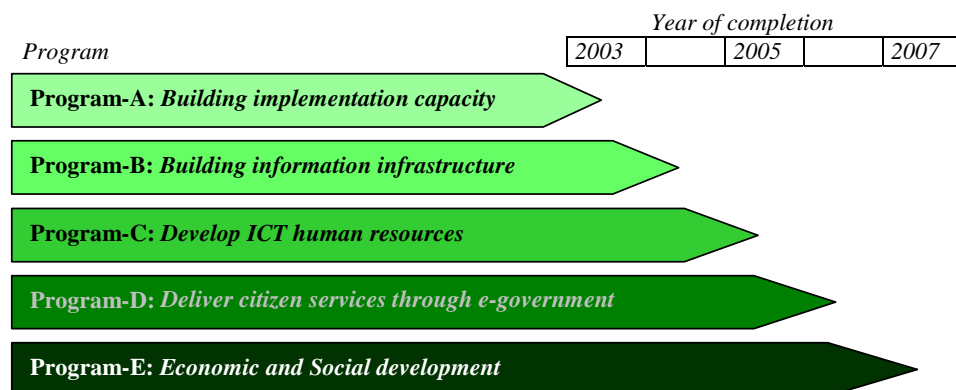 Year of completion
Program 2003 2005 2007
Program-A: Building implementation capacity
Program-B: Building information infrastructure
Program-C: Develop ICT human resources
Program-D: Deliver citizen services through e-government
Program-E: Economic and Social development